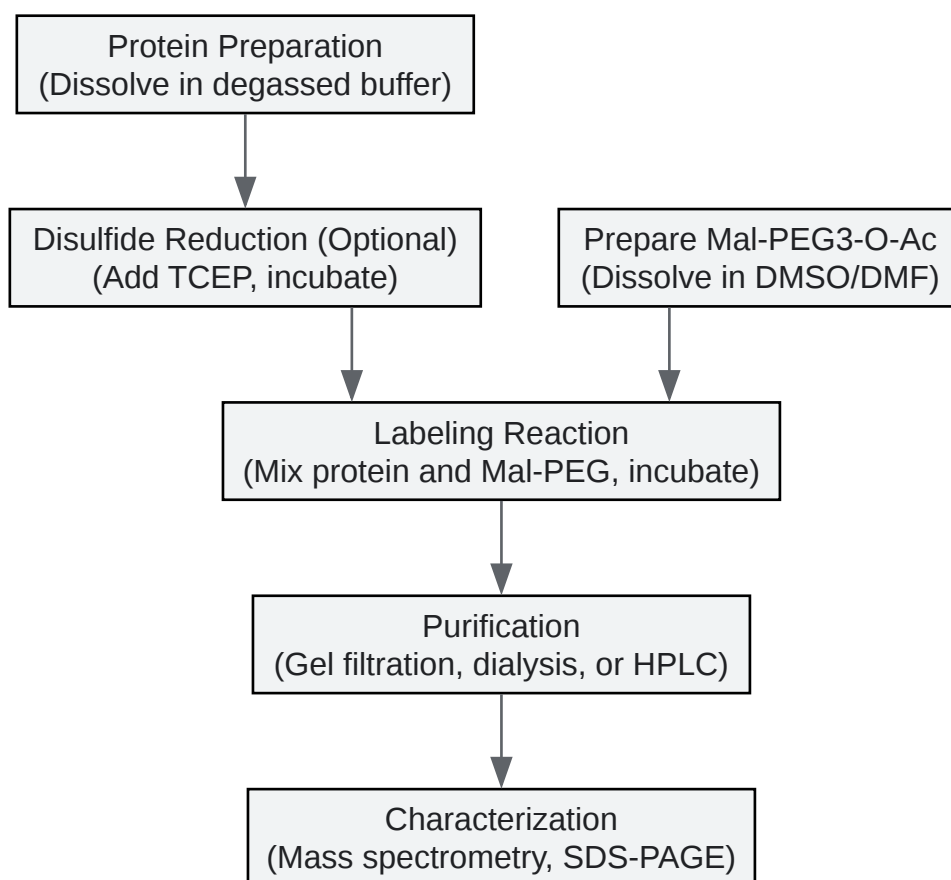 Protein Preparation
(Dissolve in degassed buffer)
Disulfide Reduction (Optional)
(Add TCEP, incubate)
Prepare Mal-PEG3-O-Ac
(Dissolve in DMSO/DMF)
Labeling Reaction
(Mix protein and Mal-PEG, incubate)
Purification
(Gel filtration, dialysis, or HPLC)
Characterization
(Mass spectrometry, SDS-PAGE)